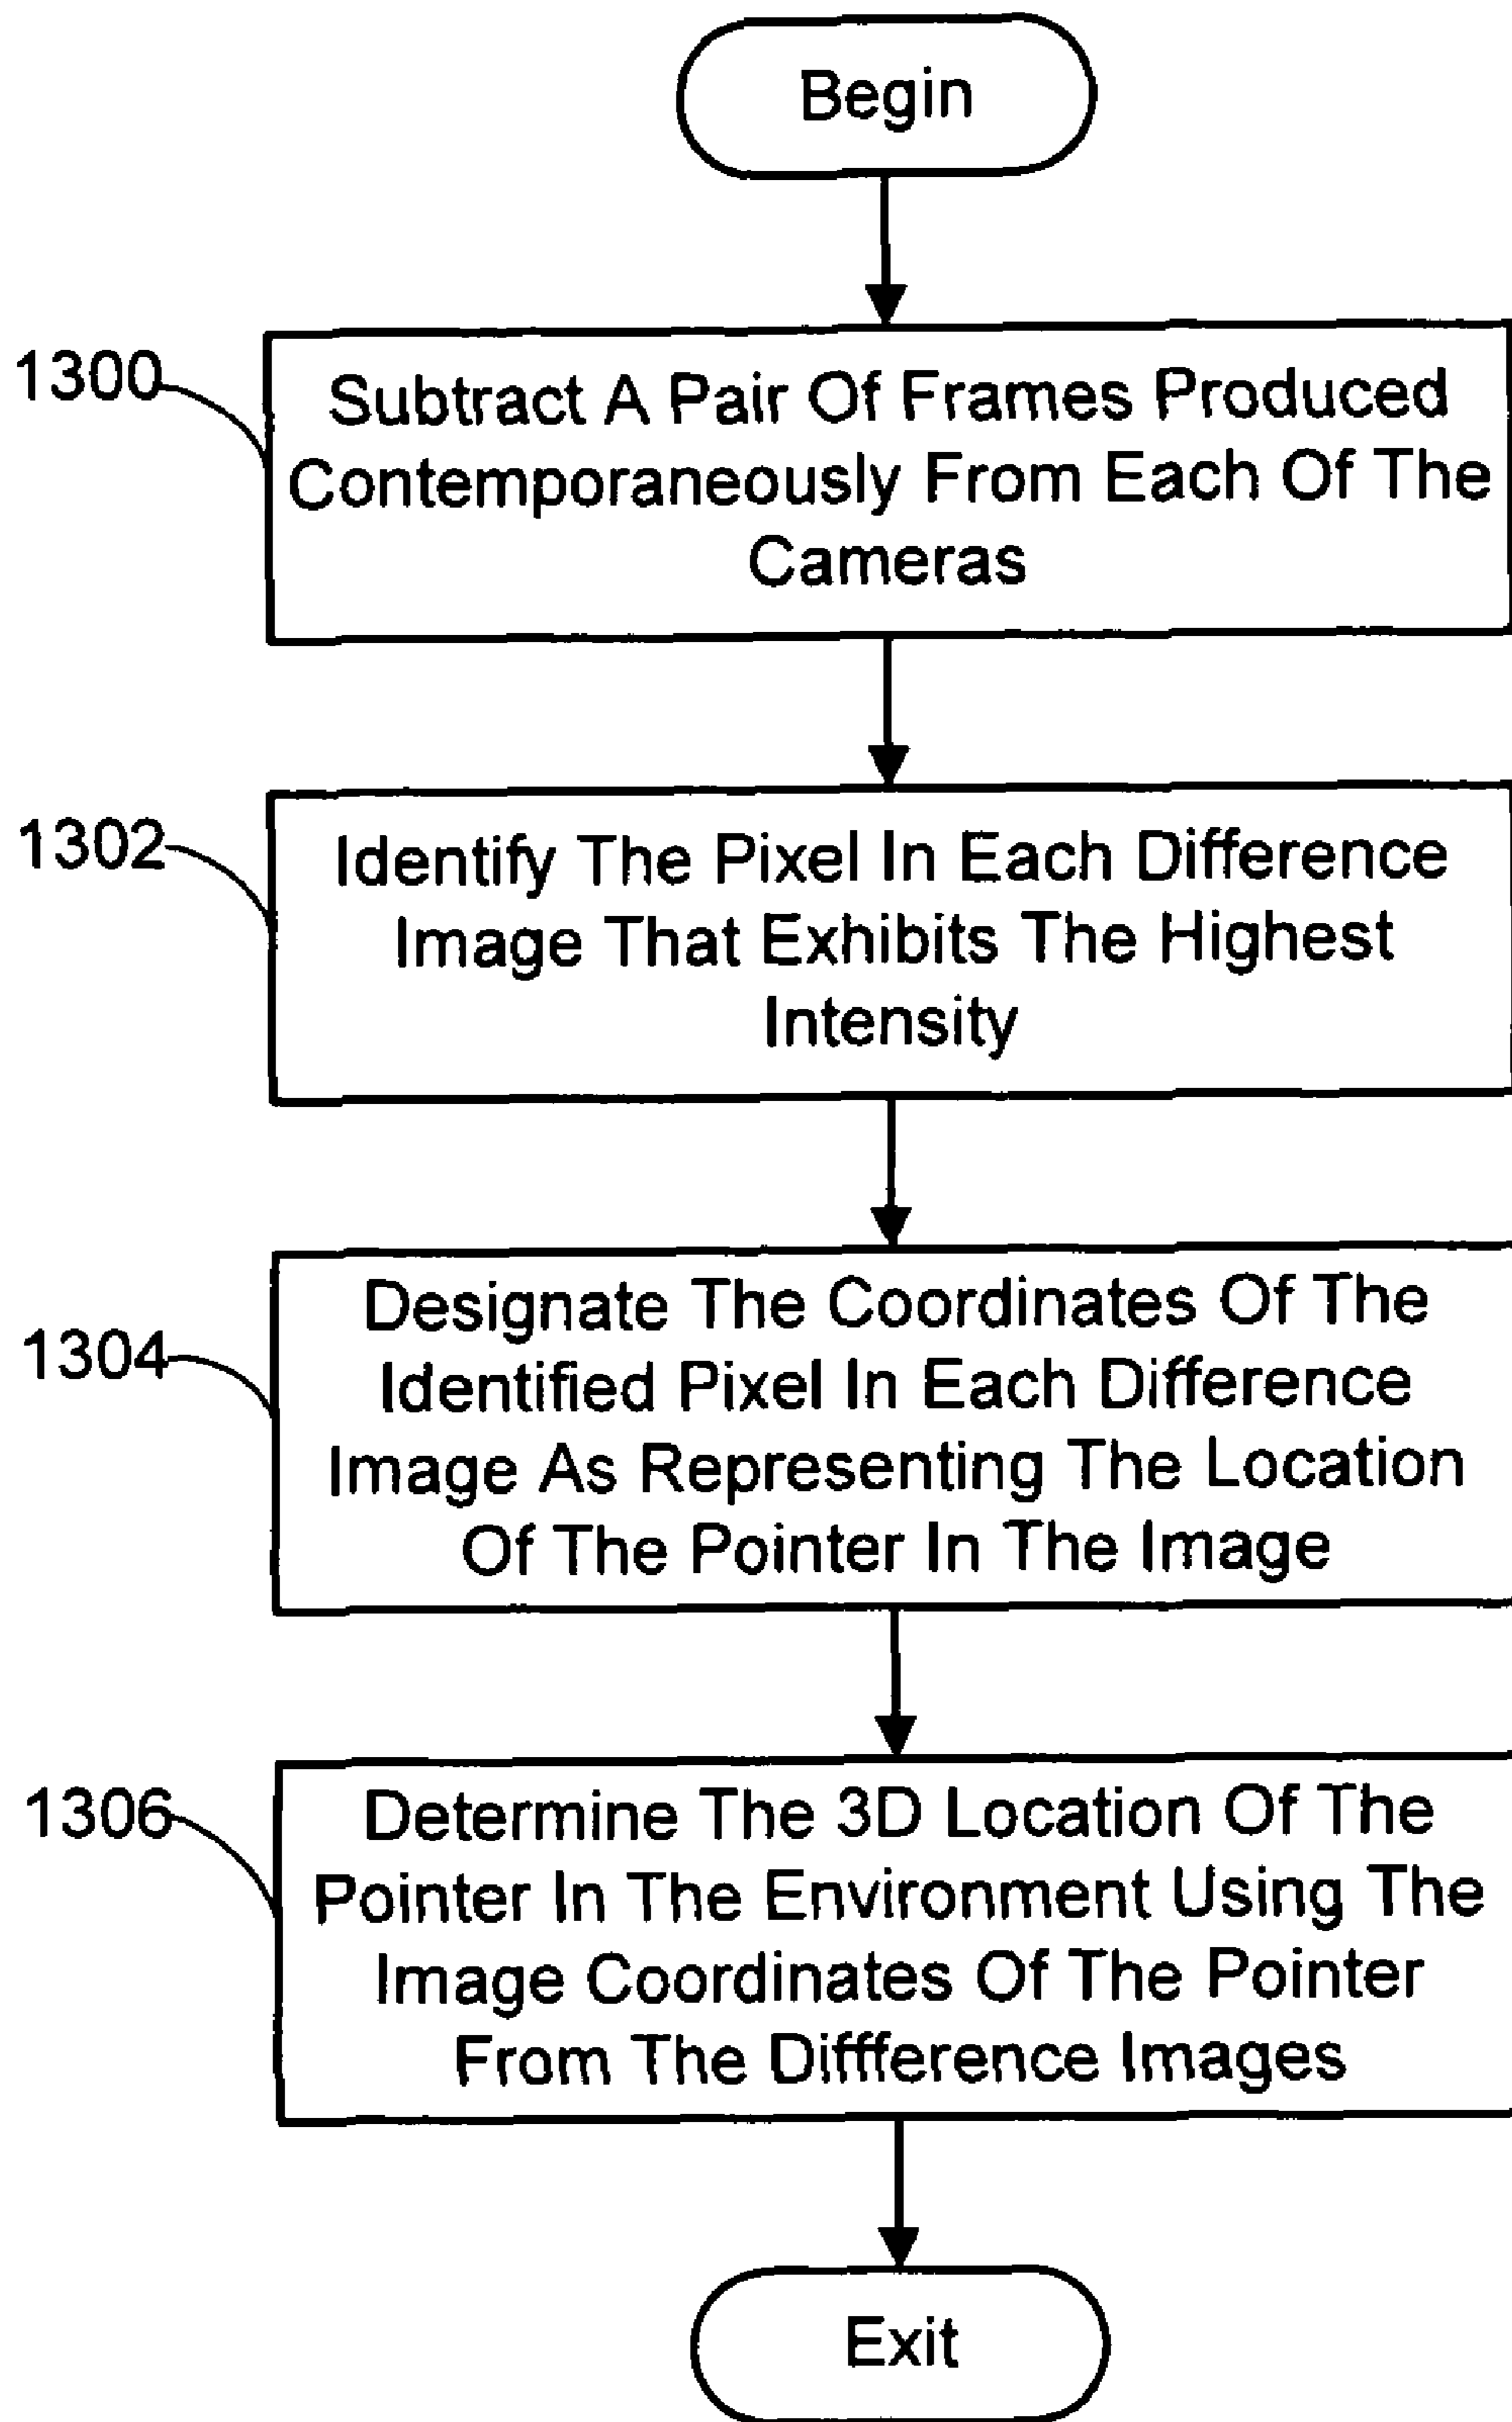 Begin
1300
Subtract A Pair Of Frames Produced
Contemporaneously From Each Of The
Cameras
1302
Identify The Pixel In Each Difference
Image That Exhibits The Highest
Intensity
1304
Designate The Coordinates Of The
Identified Pixel In Each Difference
Image As Representing The Location
Of The Pointer In The Image
1306
Determine The 3D Location Of The
Pointer In The Environment Using The
Image Coordinates Of The Pointer
From The Diffference Images
Exit